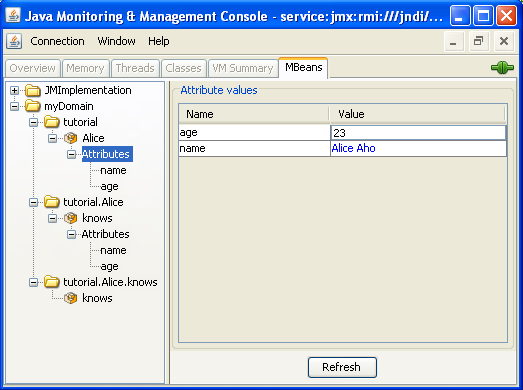 Java Monitoring & Management Console - service:jmx:rmi:///jndi/...
Connection Window Help
Overview Memory Threads Classes VM Summary MBeans
JMImplementation
myDomain
tutorial
Alice
Attributes
name
age
tutorial.Alice
knows
Attributes
name
age
tutorial.Alice.knows
knows
Attribute values
Name Value
age 23
name Alice Aho
Refresh